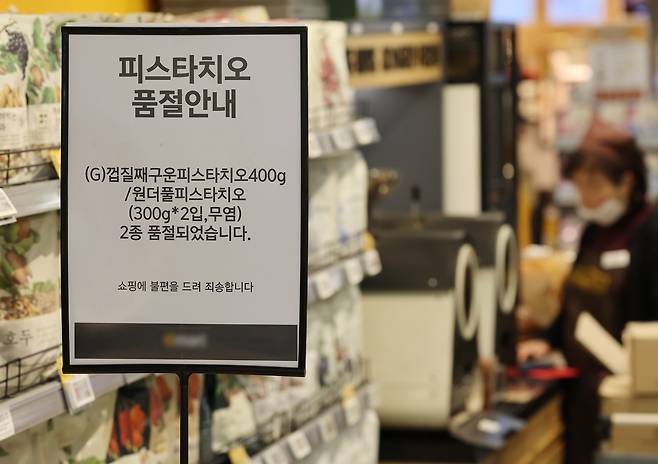 피스타치오
품절안내
(G)껍질째구운피스타치오400g
/원더풀피스타치오
(300g*2입,무염)
2종 품절되었습니다.
쇼핑에 불편을 드려 죄송합니다
호두